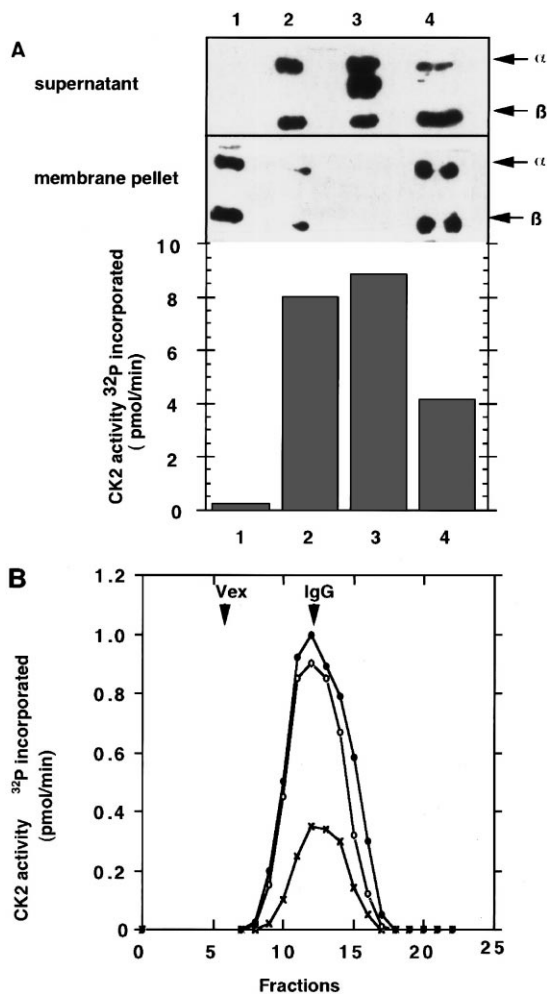 1 2 3 4
A
supernatant
α
ß
membrane pellet
α
ß
CK2 activity 32P incorporated
( pmol/min)
10
8
6
4
2
0
1 2 3 4
B
Vex IgG
CK2 activity 32P incorporated
(pmol/min)
1.2
1.0
0.8
0.6
0.4
0.2
0
0 5 10 15 20 25
Fractions